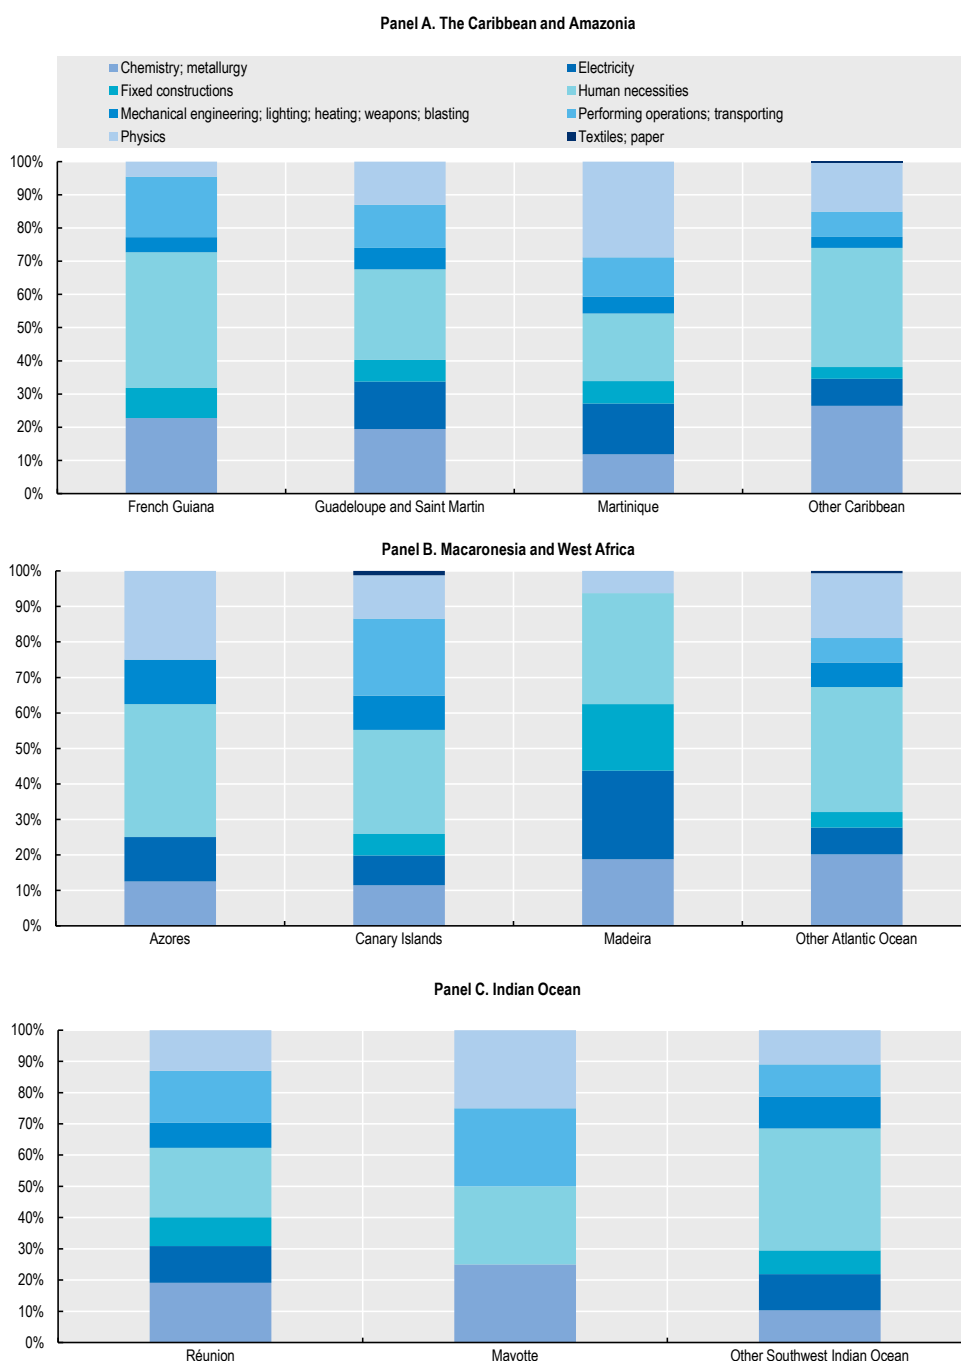 Panel A. The Caribbean and Amazonia
Chemistry; metallurgy
Electricity
Fixed constructions
Human necessities
Mechanical engineering; lighting; heating; weapons; blasting
Performing operations; transporting
Physics
Textiles; paper
100%
90%
80%
70%
60%
50%
40%
30%
20%
10%
0%
French Guiana
Guadeloupe and Saint Martin
Martinique
Other Caribbean
Panel B. Macaronesia and West Africa
100%
90%
80%
70%
60%
50%
40%
30%
20%
10%
0%
Azores
Canary Islands
Madeira
Other Atlantic Ocean
Panel C. Indian Ocean
100%
90%
80%
70%
60%
50%
40%
30%
20%
10%
0%
Réunion
Mayotte
Other Southwest Indian Ocean